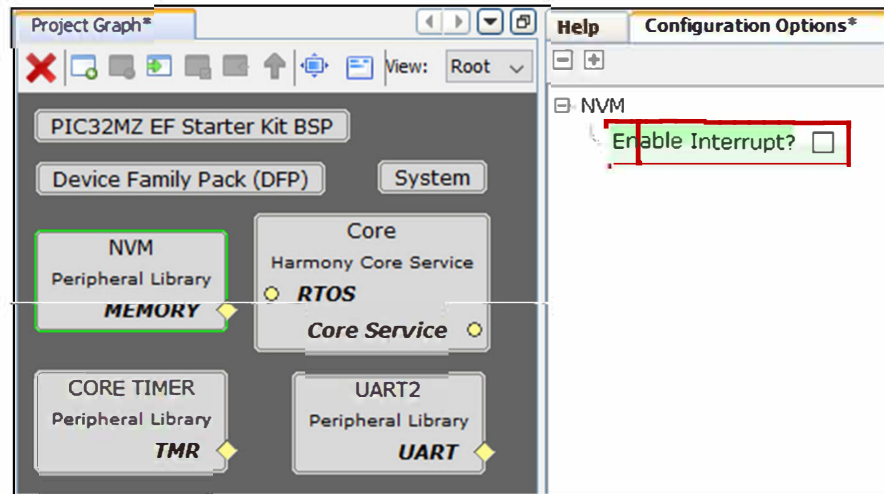 Project Graph*
View: Root
PIC32MZ EF Starter Kit BSP
Device Family Pack (DFP)
System
NVM
Peripheral Library
MEMORY
Core
Harmony Core Service
RTOS
Core Service
CORE TIMER
Peripheral Library
TMR
UART2
Peripheral Library
UART
Help
Configuration Options*
NVM
Enable Interrupt?